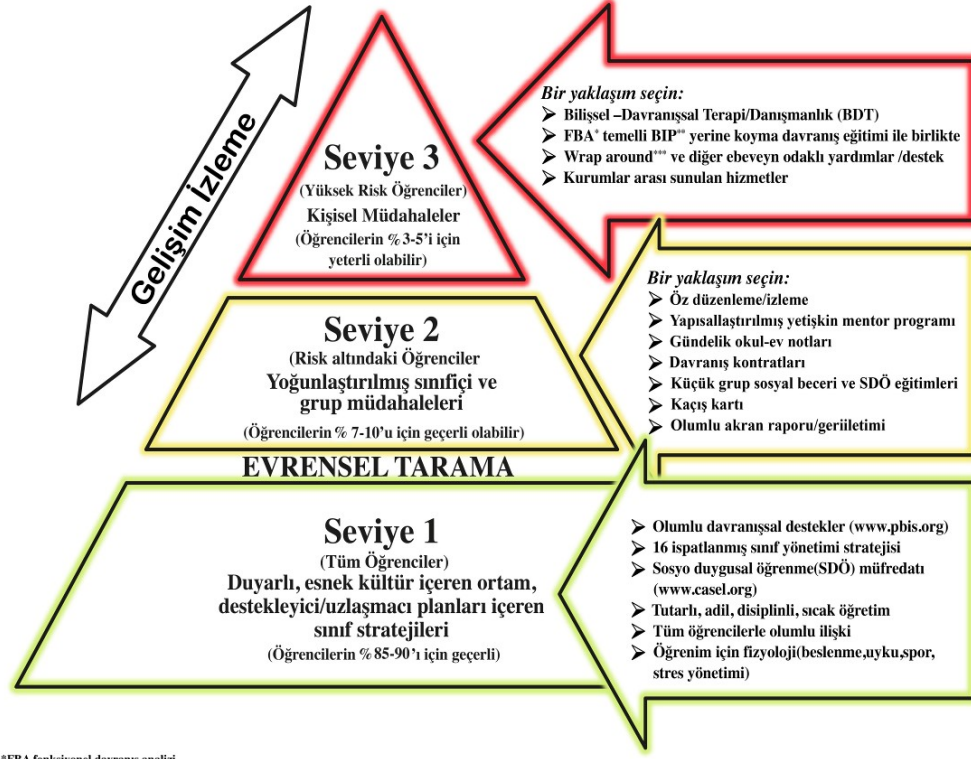 Gelişim İzleme
Seviye 3
(Yüksek Risk Öğrenciler)
Kişisel Müdahaleler
(Öğrencilerin %3-5'i için
yeterli olabilir)
Bir yaklaşım seçin:
➤ Bilişsel –Davranışsal Terapi/Danışmanlık (BDT)
➤ FBA* temelli BIP** yerine koyma davranış eğitimi ile birlikte
➤ Wrap around*** ve diğer ebeveyn odaklı yardımlar /destek
➤ Kurumlar arası sunulan hizmetler
Seviye 2
(Risk altındaki Öğrenciler
Yoğunlaştırılmış sınıfiçi ve
grup müdahaleleri
(Öğrencilerin % 7-10'u için geçerli olabilir)
Bir yaklaşım seçin:
➤ Öz düzenleme/izleme
➤ Yapısallaştırılmış yetişkin mentor programı
➤ Gündelik okul-ev notları
➤ Davranış kontratları
➤ Küçük grup sosyal beceri ve SDÖ eğitimleri
➤ Kaçış kartı
➤ Olumlu akran raporu/geriiletimi
EVRENSEL TARAMA
Seviye 1
(Tüm Öğrenciler)
Duyarlı, esnek kültür içeren ortam,
destekleyici/uzlaşmacı planları içeren
sınıf stratejileri
(Öğrencilerin %85-90'ı için geçerli)
➤ Olumlu davranışsal destekler (www.pbis.org)
➤ 16 ispatlanmış sınıf yönetimi stratejisi
➤ Sosyo duygusal öğrenme(SDÖ) müfredatı
(www.casel.org)
➤ Tutarlı, adil, disiplinli, sıcak öğretim
➤ Tüm öğrencilerle olumlu ilişki
➤ Öğrenim için fizyoloji(beslenme,uyku,spor,
stres yönetimi)
*FBA fonksiyonel davranış analizi